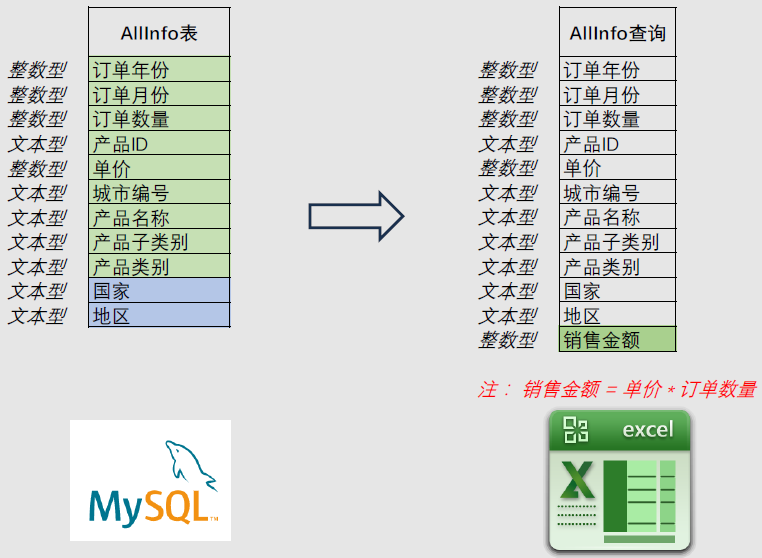 AllInfo表
整数型 订单年份
整数型 订单月份
整数型 订单数量
文本型 产品ID
整数型 单价
文本型 城市编号
文本型 产品名称
文本型 产品子类别
文本型 产品类别
文本型 国家
文本型 地区
AllInfo查询
整数型 订单年份
整数型 订单月份
整数型 订单数量
文本型 产品ID
整数型 单价
文本型 城市编号
文本型 产品名称
文本型 产品子类别
文本型 产品类别
文本型 国家
文本型 地区
整数型 销售金额
注：销售金额 = 单价 * 订单数量
MySQL™
excel
X